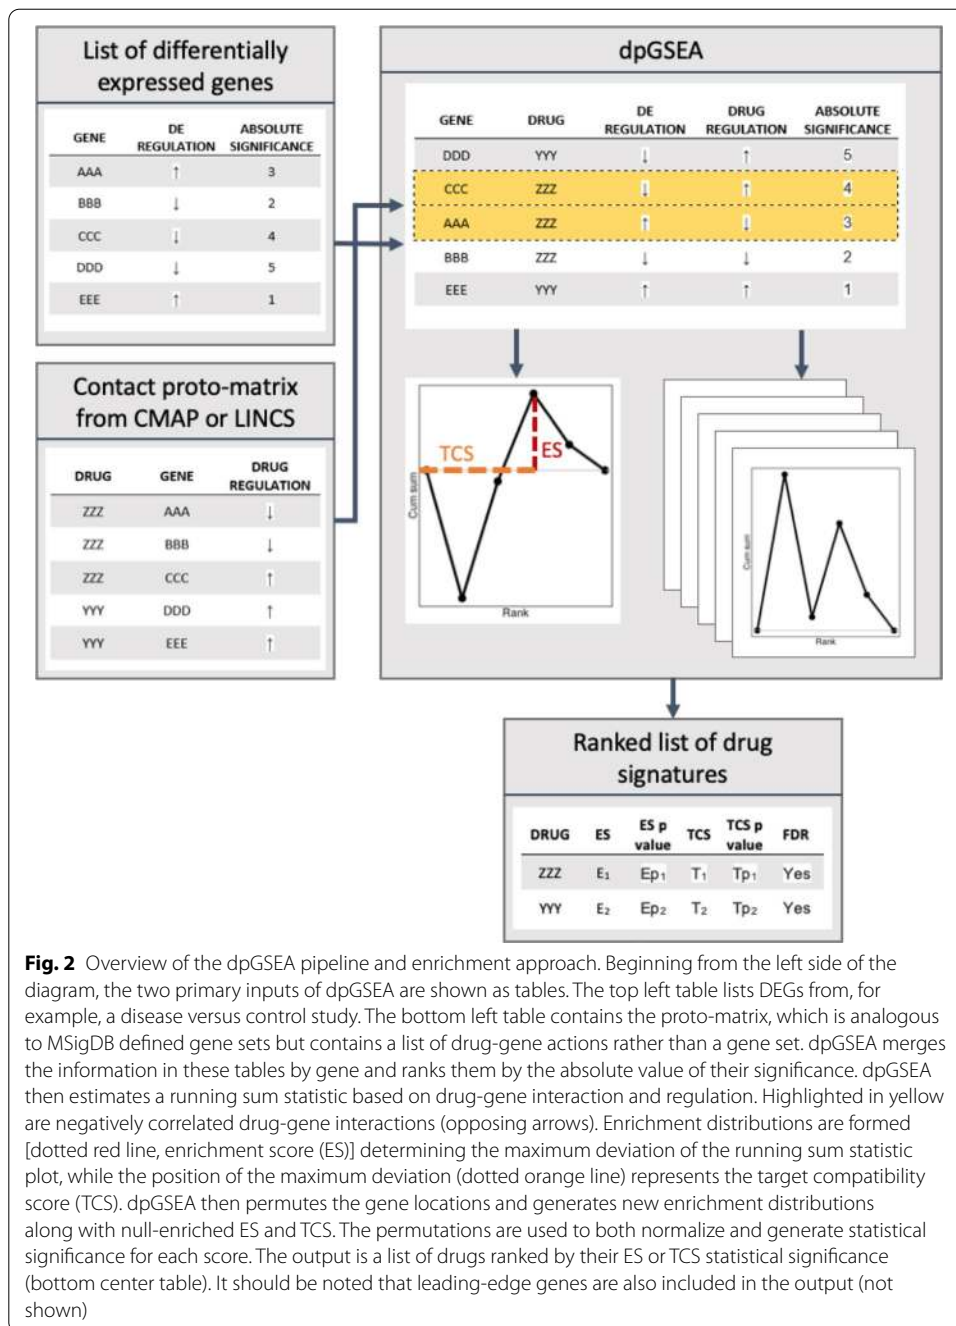 List of differentially
expressed genes
GENE DE REGULATION ABSOLUTE SIGNIFICANCE
AAA ↑ 3
BBB ↓ 2
CCC ↓ 4
DDD ↓ 5
EEE ↑ 1
Contact proto-matrix
from CMAP or LINCS
DRUG GENE DRUG REGULATION
ZZZ AAA ↓
ZZZ BBB ↓
ZZZ CCC ↑
YYY DDD ↑
YYY EEE ↑
dpGSEA
GENE DRUG DE REGULATION DRUG REGULATION ABSOLUTE SIGNIFICANCE
DDD YYY ↓ ↑ 5
CCC ZZZ ↓ ↑ 4
AAA ZZZ ↑ ↓ 3
BBB ZZZ ↓ ↓ 2
EEE YYY ↑ ↑ 1
TCS
ES
Cum sum
Rank
Cum sum
Rank
Ranked list of drug
signatures
DRUG ES ES p value TCS TCS p value FDR
ZZZ E₁ Ep₁ T₁ Tp₁ Yes
YYY E₂ Ep₂ T₂ Tp₂ Yes
Fig. 2 Overview of the dpGSEA pipeline and enrichment approach. Beginning from the left side of the
diagram, the two primary inputs of dpGSEA are shown as tables. The top left table lists DEGs from, for
example, a disease versus control study. The bottom left table contains the proto-matrix, which is analogous
to MSigDB defined gene sets but contains a list of drug-gene actions rather than a gene set. dpGSEA merges
the information in these tables by gene and ranks them by the absolute value of their significance. dpGSEA
then estimates a running sum statistic based on drug-gene interaction and regulation. Highlighted in yellow
are negatively correlated drug-gene interactions (opposing arrows). Enrichment distributions are formed
[dotted red line, enrichment score (ES)] determining the maximum deviation of the running sum statistic
plot, while the position of the maximum deviation (dotted orange line) represents the target compatibility
score (TCS). dpGSEA then permutes the gene locations and generates new enrichment distributions
along with null-enriched ES and TCS. The permutations are used to both normalize and generate statistical
significance for each score. The output is a list of drugs ranked by their ES or TCS statistical significance
(bottom center table). It should be noted that leading-edge genes are also included in the output (not
shown)